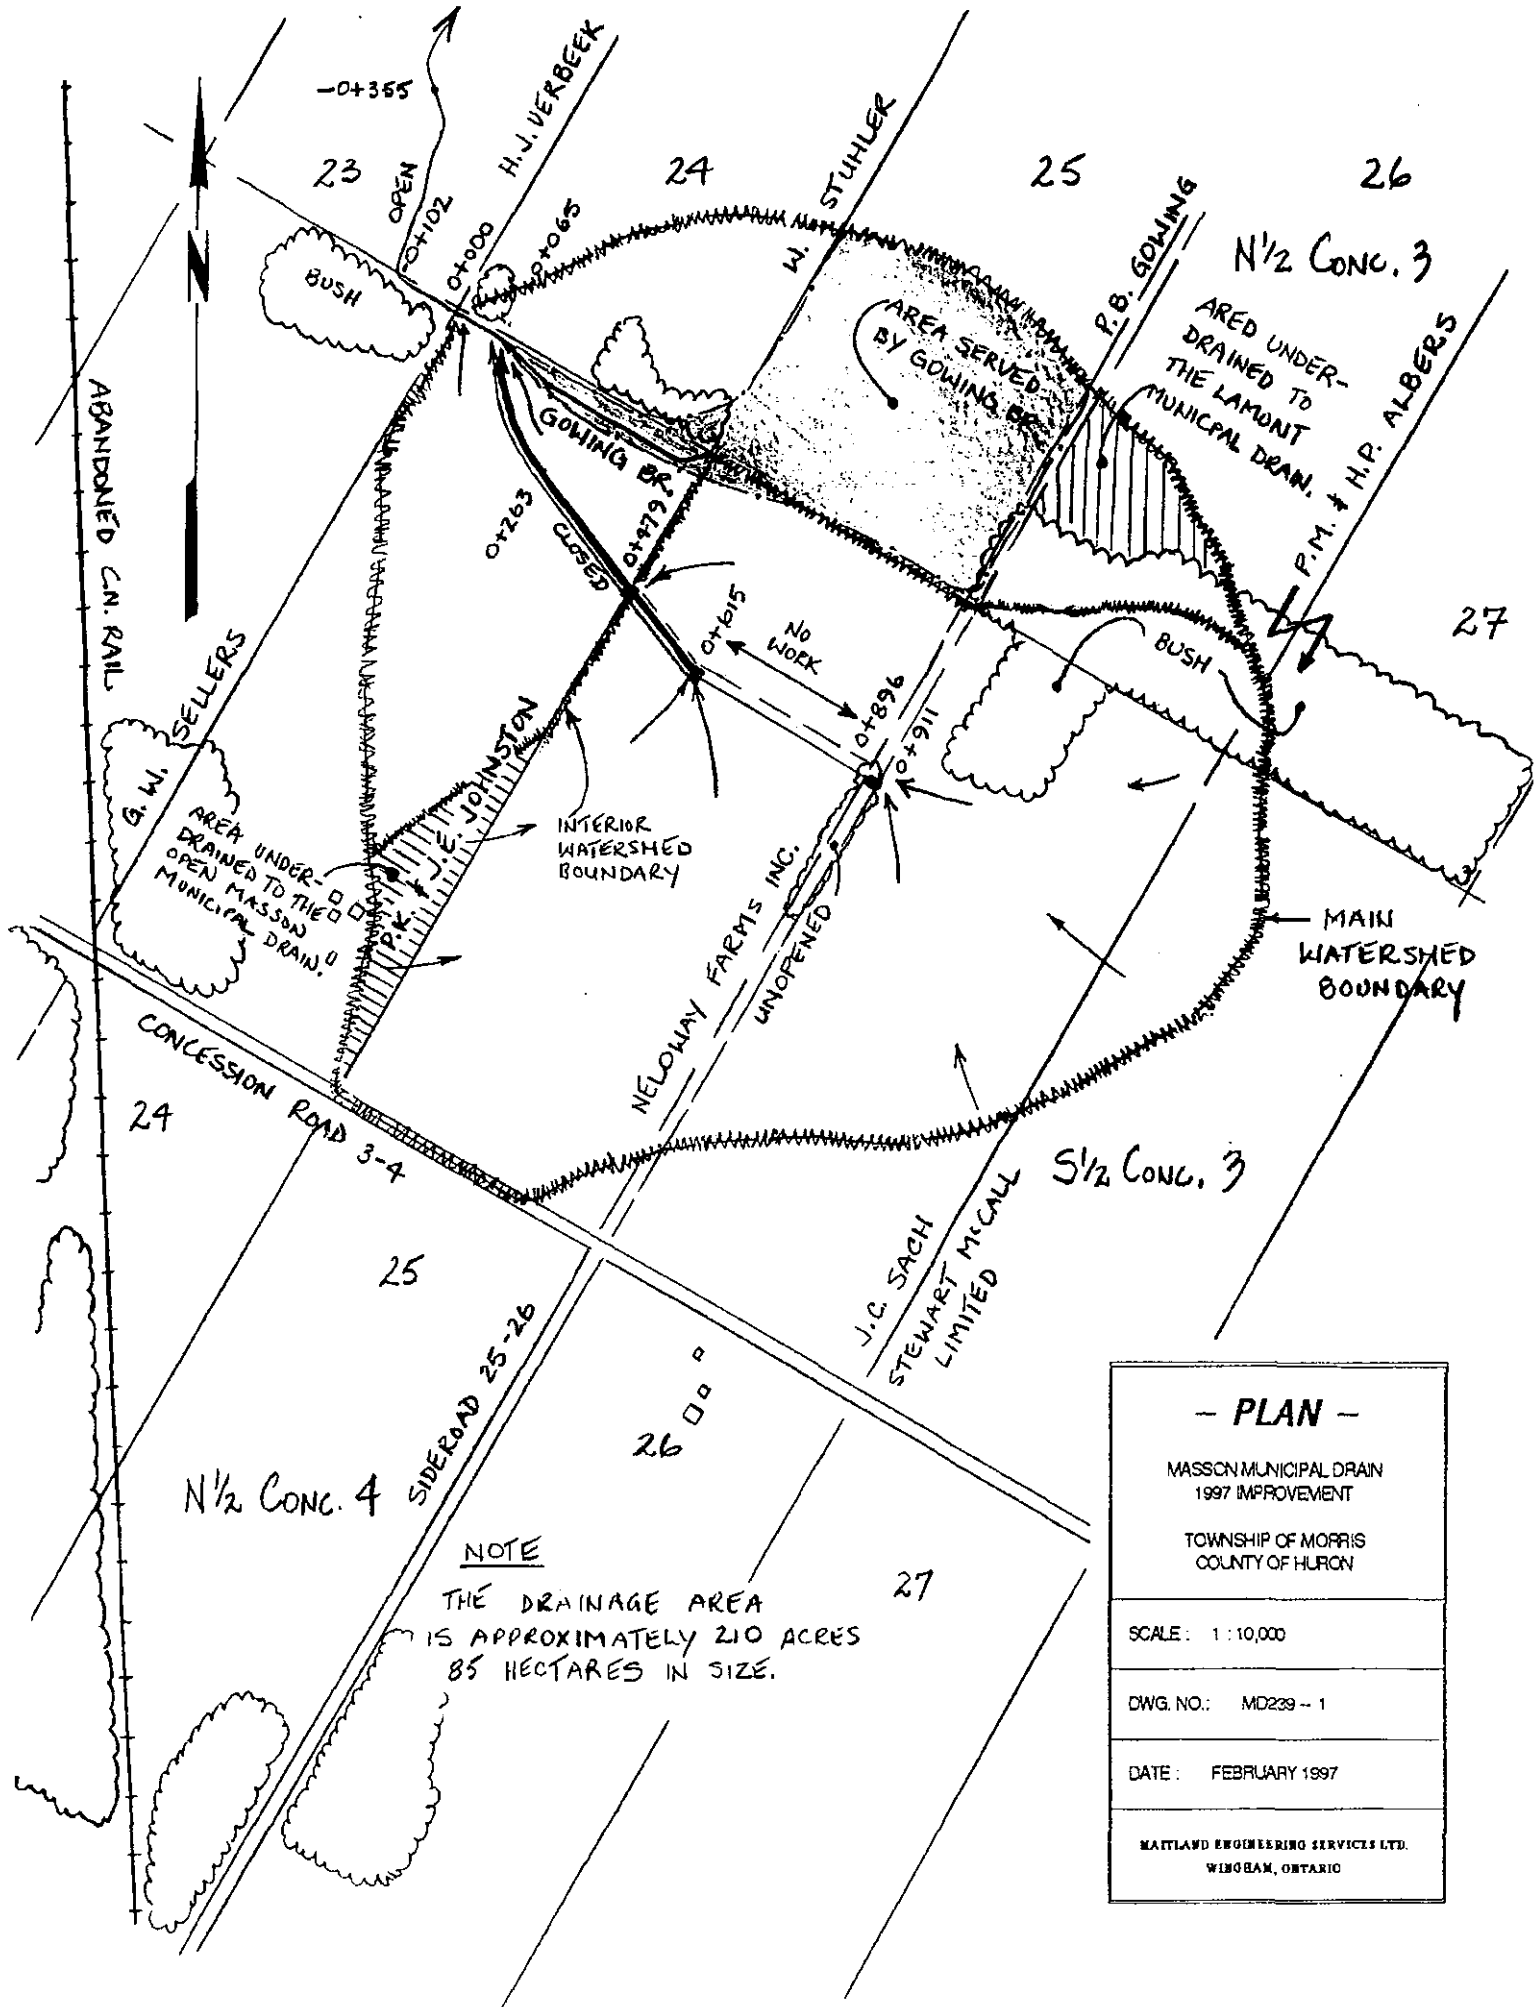 -0+355
23
OPEN
-0+102
0+000
H.J. VERBEEK
0+065
24
W. STUHLER
25
P.B. GOWING
26
N½ CONC. 3
BUSH
N
AREA SERVED
BY GOWING BR.
ARED UNDER-
DRAINED TO
THE LAMONT
MUNICPAL DRAIN.
P.M. & H.P. ALBERS
ABANDONED C.N. RAIL
GOWING BR.
0+263
CLOSED
0+479
0+615
NO
WORK
0+896
0+911
BUSH
27
G.W. SELLERS
P.K. & J.E. JOHNSTON
INTERIOR
WATERSHED
BOUNDARY
AREA UNDER-
DRAINED TO THE
OPEN MASSON
MUNICIPAL DRAIN.
NELOWAY FARMS INC.
UNOPENED
MAIN
WATERSHED
BOUNDARY
CONCESSION ROAD 3-4
24
25
S½ CONC. 3
J.C. SACH
STEWART McCALL
LIMITED
SIDEROAD 25-26
26
N½ CONC. 4
27
NOTE
THE DRAINAGE AREA
IS APPROXIMATELY 210 ACRES
85 HECTARES IN SIZE.
- PLAN -
MASSON MUNICIPAL DRAIN
1997 IMPROVEMENT
TOWNSHIP OF MORRIS
COUNTY OF HURON
SCALE: 1:10,000
DWG. NO.: MD239 -- 1
DATE: FEBRUARY 1997
MAITLAND ENGINEERING SERVICES LTD.
WINGHAM, ONTARIO